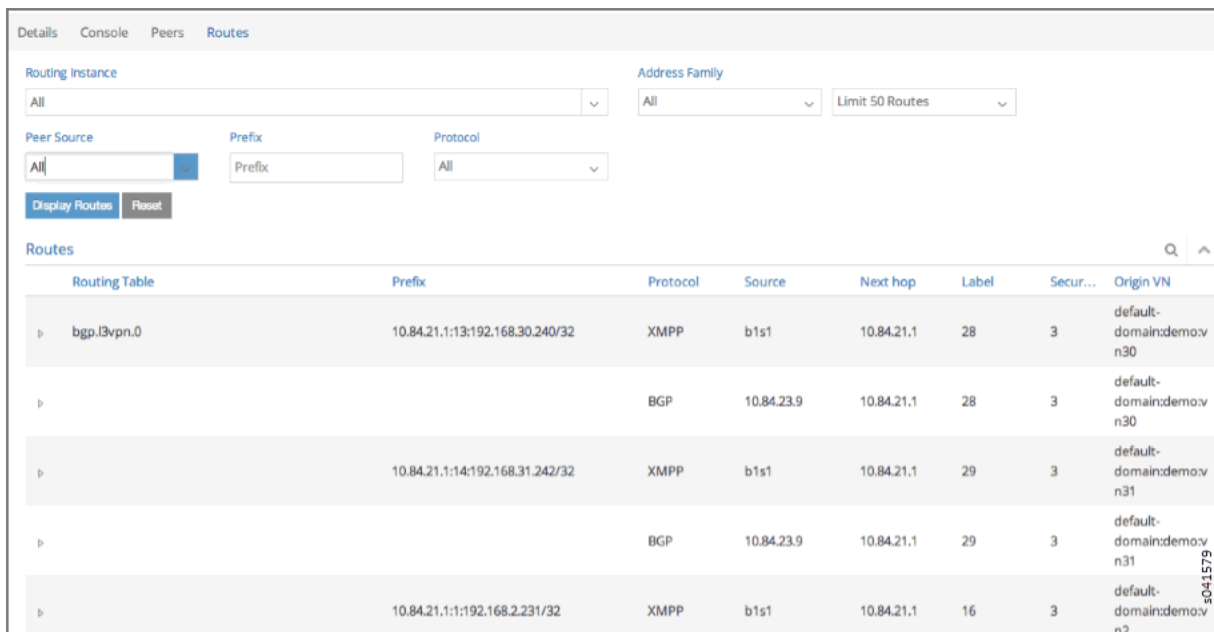 Details Console Peers Routes
Routing Instance Address Family
All All Limit 50 Routes
Peer Source Prefix Protocol
All Prefix All
Display Routes Reset
Routes
Routing Table Prefix Protocol Source Next hop Label Secur... Origin VN
bgp.l3vpn.0 10.84.21.1:13:192.168.30.240/32 XMPP b1s1 10.84.21.1 28 3 default-
domain:demo:v
n30
BGP 10.84.23.9 10.84.21.1 28 3 default-
domain:demo:v
n30
10.84.21.1:14:192.168.31.242/32 XMPP b1s1 10.84.21.1 29 3 default-
domain:demo:v
n31
BGP 10.84.23.9 10.84.21.1 29 3 default-
domain:demo:v
n31
10.84.21.1:1:192.168.2.231/32 XMPP b1s1 10.84.21.1 16 3 default-
domain:demo:v
n2
s041579